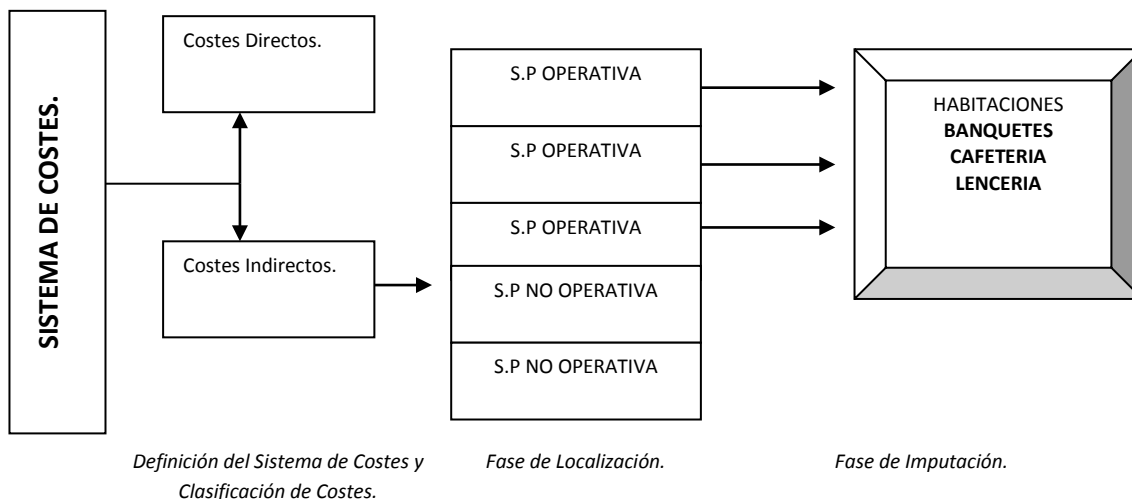 SISTEMA DE COSTES.
Costes Directos.
Costes Indirectos.
S.P OPERATIVA
S.P OPERATIVA
S.P OPERATIVA
S.P NO OPERATIVA
S.P NO OPERATIVA
HABITACIONES
BANQUETES
CAFETERIA
LENCERIA
Definición del Sistema de Costes y
Clasificación de Costes.
Fase de Localización.
Fase de Imputación.